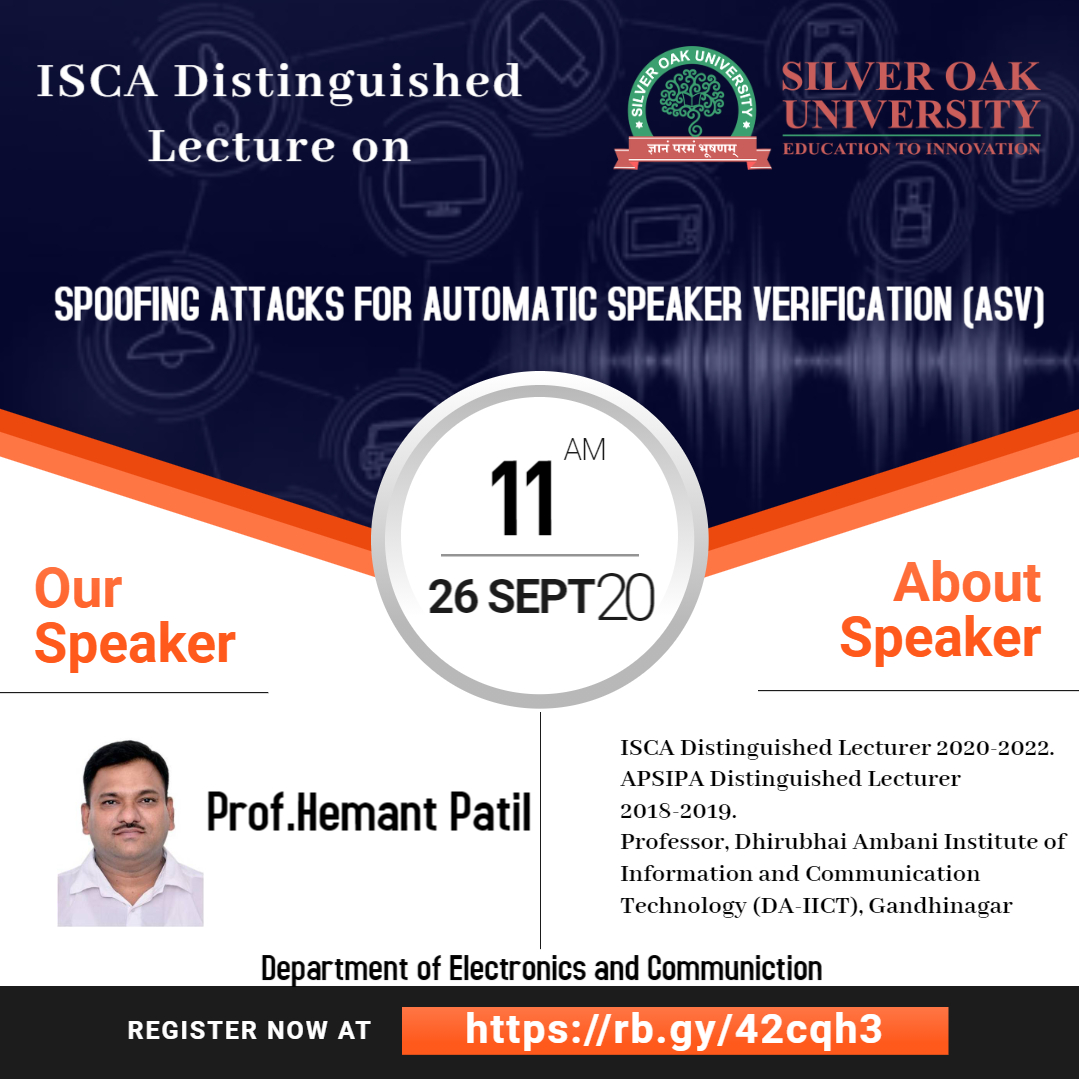 ISCA Distinguished
Lecture on
SILVER OAK UNIVERSITY
ज्ञानं परमं भूषणम्
SILVER OAK
UNIVERSITY
EDUCATION TO INNOVATION
SPOOFING ATTACKS FOR AUTOMATIC SPEAKER VERIFICATION (ASV)
11 AM
26 SEPT 20
Our
Speaker
Prof.Hemant Patil
About
Speaker
ISCA Distinguished Lecturer 2020-2022.
APSIPA Distinguished Lecturer
2018-2019.
Professor, Dhirubhai Ambani Institute of
Information and Communication
Technology (DA-IICT), Gandhinagar
Department of Electronics and Communiction
REGISTER NOW AT https://rb.gy/42cqh3